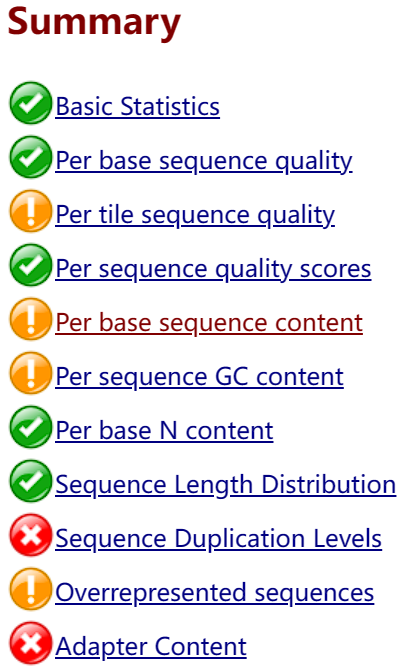 Summary
Basic Statistics
Per base sequence quality
Per tile sequence quality
Per sequence quality scores
Per base sequence content
Per sequence GC content
Per base N content
Sequence Length Distribution
Sequence Duplication Levels
Overrepresented sequences
Adapter Content